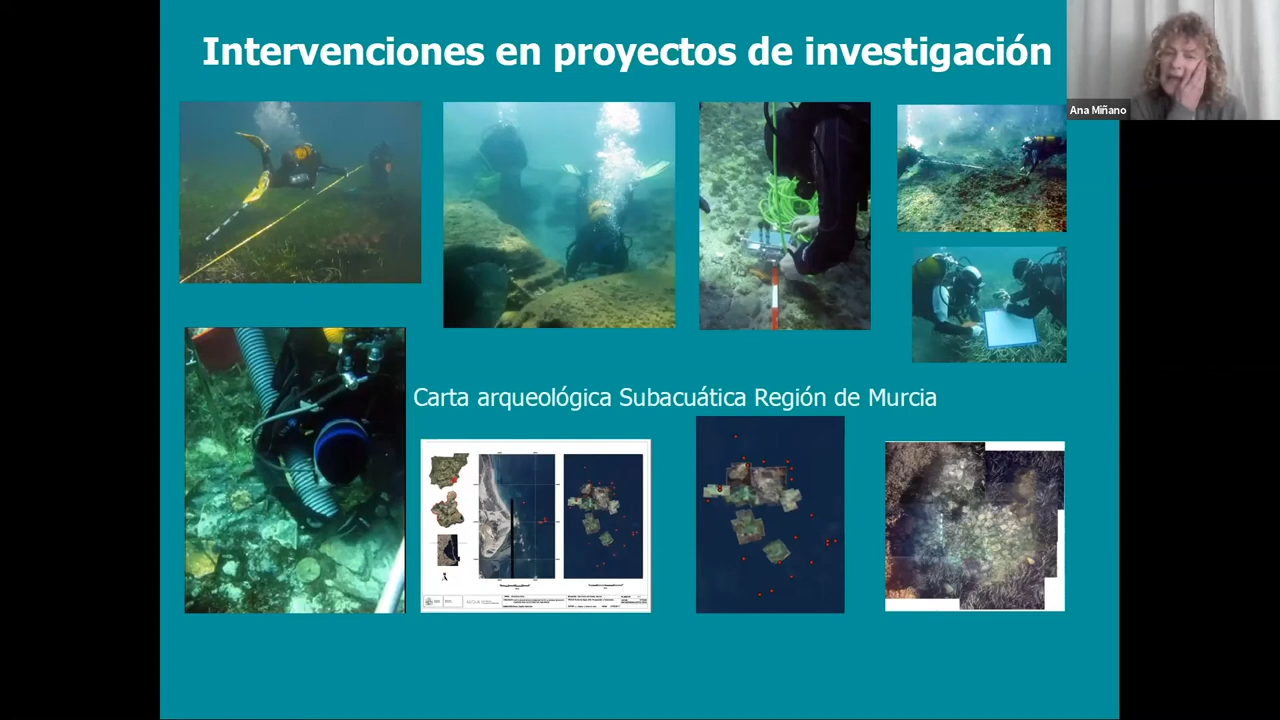 Intervenciones en proyectos de investigación
Ana Miñano
Carta arqueológica Subacuática Región de Murcia